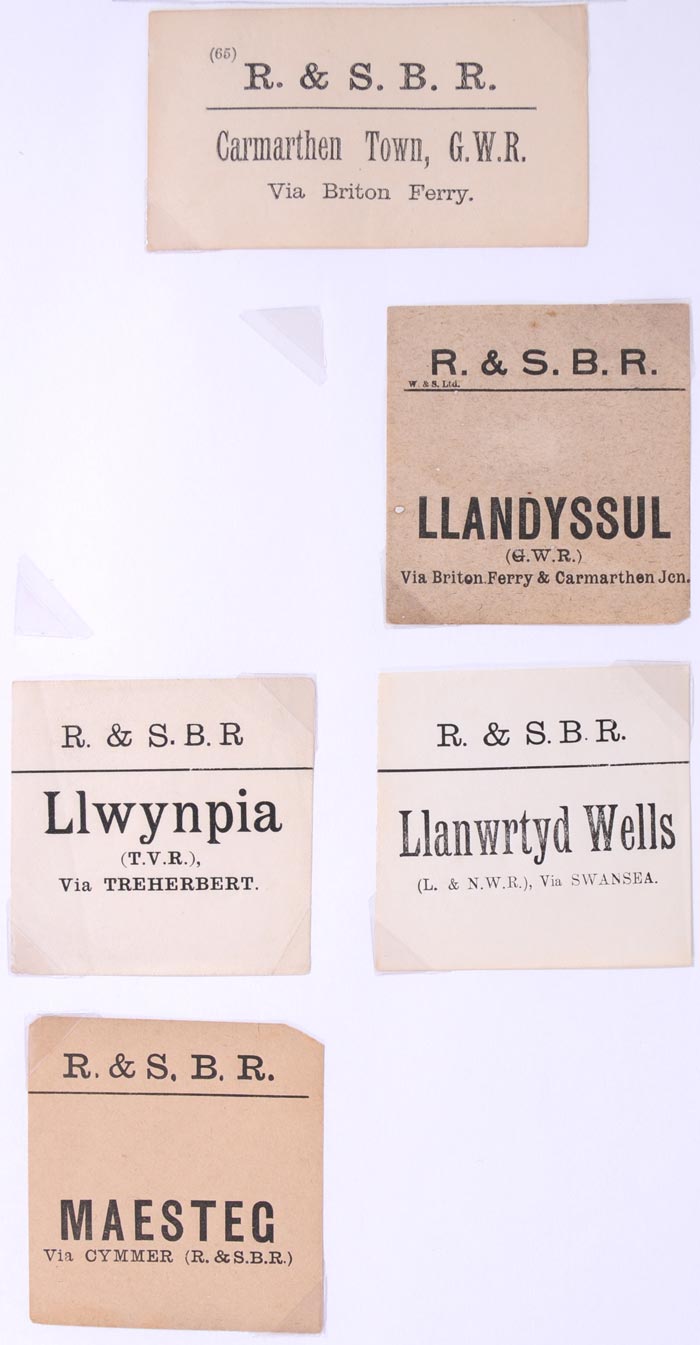 (65)
R. & S. B. R.
Carmarthen Town, G.W.R.
Via Briton Ferry.
R. & S. B. R.
W. & S. Ltd.
LLANDYSSUL
(G.W.R.)
Via Briton Ferry & Carmarthen Jcn.
R. & S. B. R
Llwynpia
(T.V.R.),
Via TREHERBERT.
R. & S. B. R.
Llanwrtyd Wells
(L. & N.W.R.), Via SWANSEA.
R. & S. B. R.
MAESTEG
Via CYMMER (R. & S.B.R.)